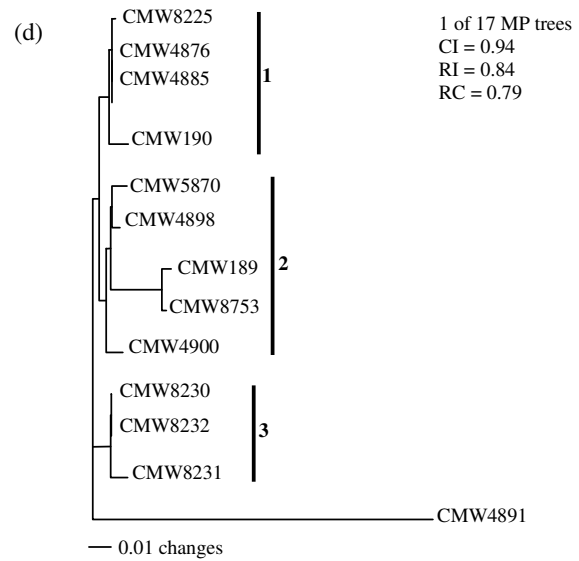 (d)
1 of 17 MP trees
CI = 0.94
RI = 0.84
RC = 0.79
CMW8225
CMW4876
CMW4885
1
CMW190
CMW5870
CMW4898
CMW189
2
CMW8753
CMW4900
CMW8230
CMW8232
3
CMW8231
CMW4891
0.01 changes